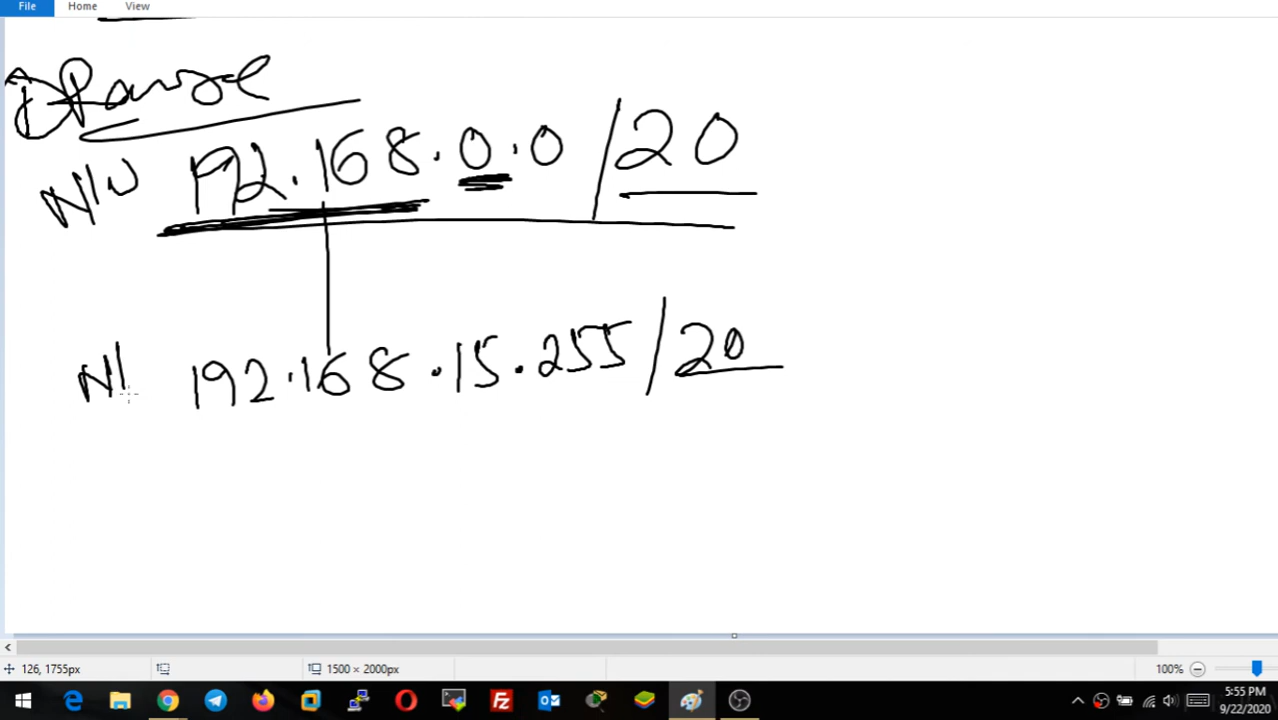 File Home View
Range
N/W 192.168.0.0/20
N/ 192.168.15.255/20
126, 1755px 1500 × 2000px 100%
5:55 PM
9/22/2020